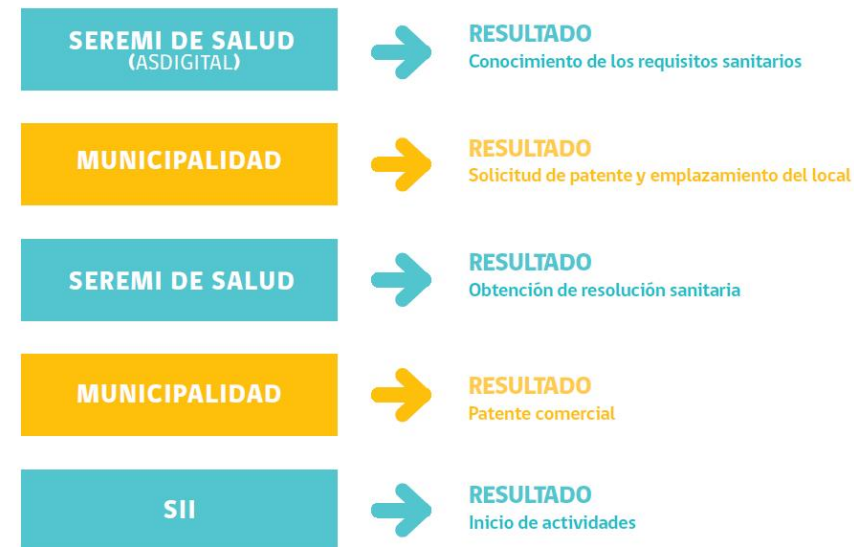 SEREMI DE SALUD
(ASDIGITAL)
RESULTADO
Conocimiento de los requisitos sanitarios
MUNICIPALIDAD
RESULTADO
Solicitud de patente y emplazamiento del local
SEREMI DE SALUD
RESULTADO
Obtención de resolución sanitaria
MUNICIPALIDAD
RESULTADO
Patente comercial
SII
RESULTADO
Inicio de actividades